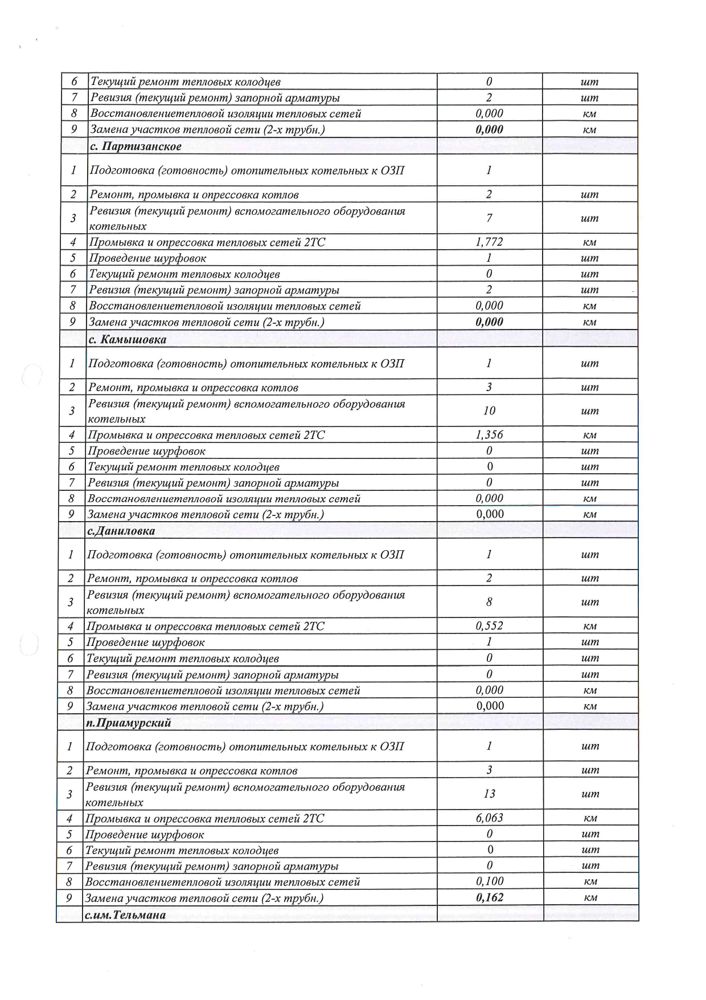 6 Текущий ремонт тепловых колодцев 0 шт
7 Ревизия (текущий ремонт) запорной арматуры 2 шт
8 Восстановлениетепловой изоляции тепловых сетей 0,000 км
9 Замена участков тепловой сети (2-х трубн.) 0,000 км
с. Партизанское
1 Подготовка (готовность) отопительных котельных к ОЗП 1
2 Ремонт, промывка и опрессовка котлов 2 шт
3 Ревизия (текущий ремонт) вспомогательного оборудования
котельных 7 шт
4 Промывка и опрессовка тепловых сетей 2ТС 1,772 км
5 Проведение шурфовок 1 шт
6 Текущий ремонт тепловых колодцев 0 шт
7 Ревизия (текущий ремонт) запорной арматуры 2 шт
8 Восстановлениетепловой изоляции тепловых сетей 0,000 км
9 Замена участков тепловой сети (2-х трубн.) 0,000 км
с. Камышовка
1 Подготовка (готовность) отопительных котельных к ОЗП 1 шт
2 Ремонт, промывка и опрессовка котлов 3 шт
3 Ревизия (текущий ремонт) вспомогательного оборудования
котельных 10 шт
4 Промывка и опрессовка тепловых сетей 2ТС 1,356 км
5 Проведение шурфовок 0 шт
6 Текущий ремонт тепловых колодцев 0 шт
7 Ревизия (текущий ремонт) запорной арматуры 0 шт
8 Восстановлениетепловой изоляции тепловых сетей 0,000 км
9 Замена участков тепловой сети (2-х трубн.) 0,000 км
с.Даниловка
1 Подготовка (готовность) отопительных котельных к ОЗП 1 шт
2 Ремонт, промывка и опрессовка котлов 2 шт
3 Ревизия (текущий ремонт) вспомогательного оборудования
котельных 8 шт
4 Промывка и опрессовка тепловых сетей 2ТС 0,552 км
5 Проведение шурфовок 1 шт
6 Текущий ремонт тепловых колодцев 0 шт
7 Ревизия (текущий ремонт) запорной арматуры 0 шт
8 Восстановлениетепловой изоляции тепловых сетей 0,000 км
9 Замена участков тепловой сети (2-х трубн.) 0,000 км
п.Приамурский
1 Подготовка (готовность) отопительных котельных к ОЗП 1 шт
2 Ремонт, промывка и опрессовка котлов 3 шт
3 Ревизия (текущий ремонт) вспомогательного оборудования
котельных 13 шт
4 Промывка и опрессовка тепловых сетей 2ТС 6,063 км
5 Проведение шурфовок 0 шт
6 Текущий ремонт тепловых колодцев 0 шт
7 Ревизия (текущий ремонт) запорной арматуры 0 шт
8 Восстановлениетепловой изоляции тепловых сетей 0,100 км
9 Замена участков тепловой сети (2-х трубн.) 0,162 км
с.им.Тельмана